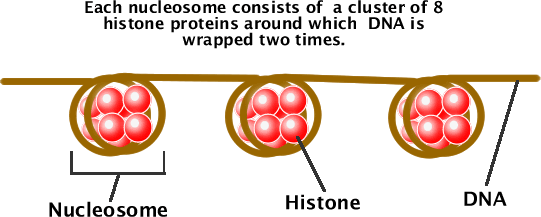 Each nucleosome consists of a cluster of 8
histone proteins around which DNA is
wrapped two times.
Nucleosome
Histone
DNA